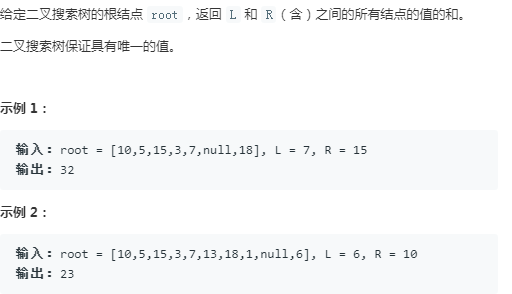 给定二叉搜索树的根结点 root，返回 L 和 R（含）之间的所有结点的值的和。
二叉搜索树保证具有唯一的值。
示例 1：
输入：root = [10,5,15,3,7,null,18], L = 7, R = 15
输出：32
示例 2：
输入：root = [10,5,15,3,7,13,18,1,null,6], L = 6, R = 10
输出：23